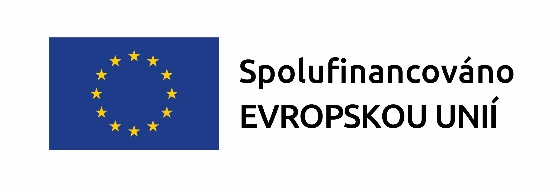 Spolufinancováno
EVROPSKOU UNIÍ